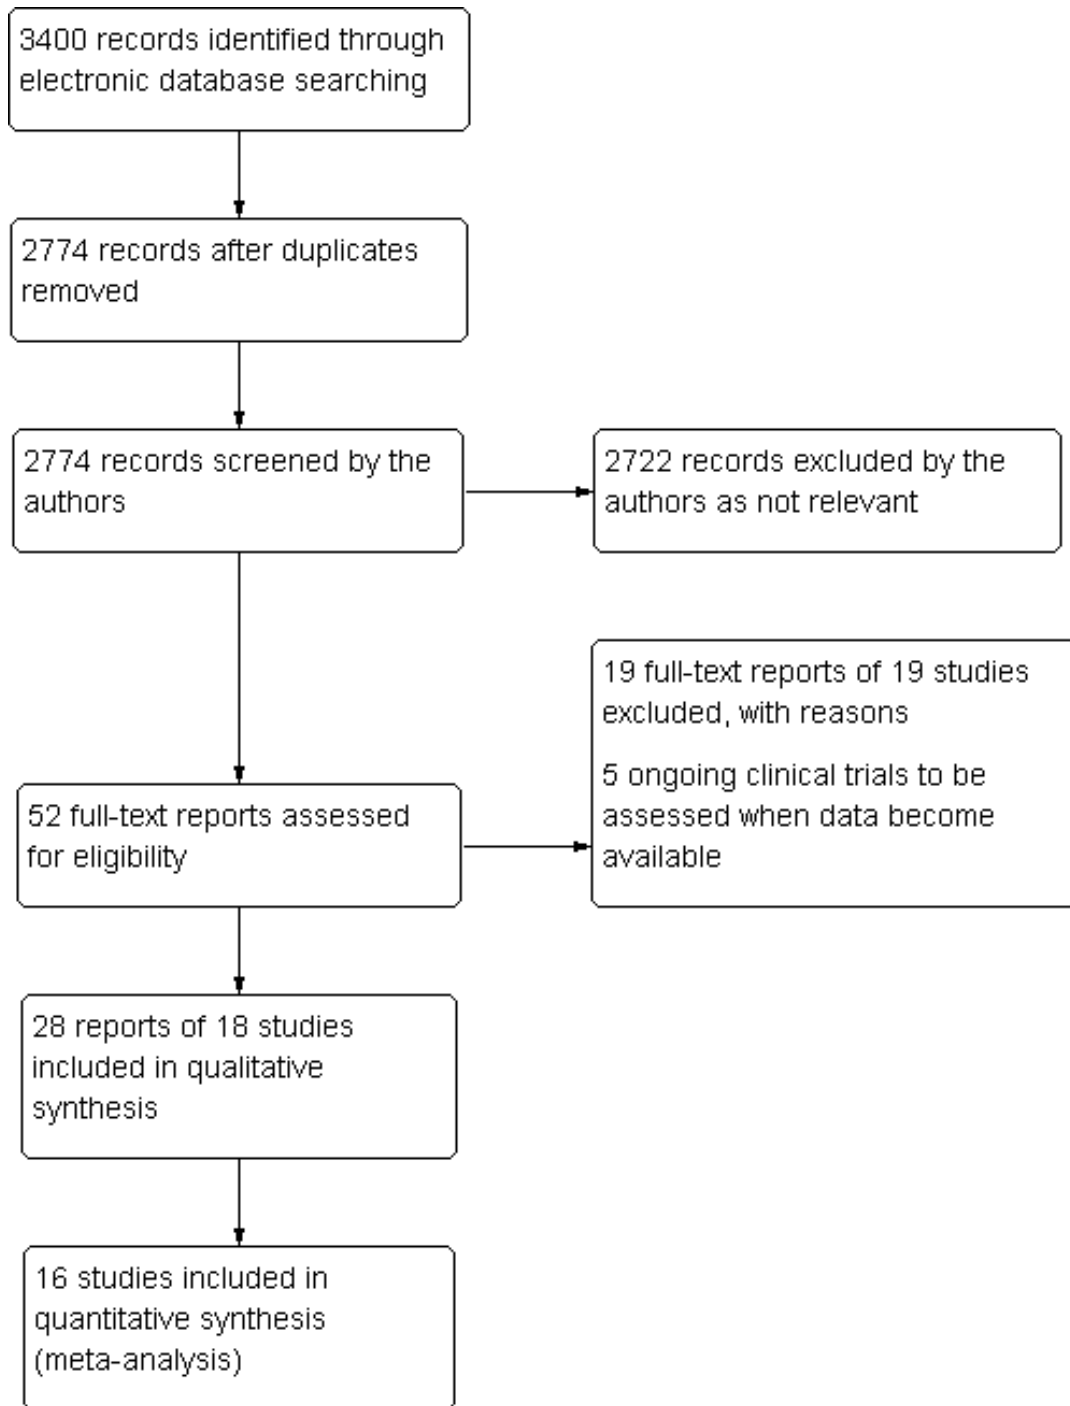 3400 records identified through
electronic database searching
2774 records after duplicates
removed
2774 records screened by the
authors
2722 records excluded by the
authors as not relevant
19 full-text reports of 19 studies
excluded, with reasons
5 ongoing clinical trials to be
assessed when data become
available
52 full-text reports assessed
for eligibility
28 reports of 18 studies
included in qualitative
synthesis
16 studies included in
quantitative synthesis
(meta-analysis)